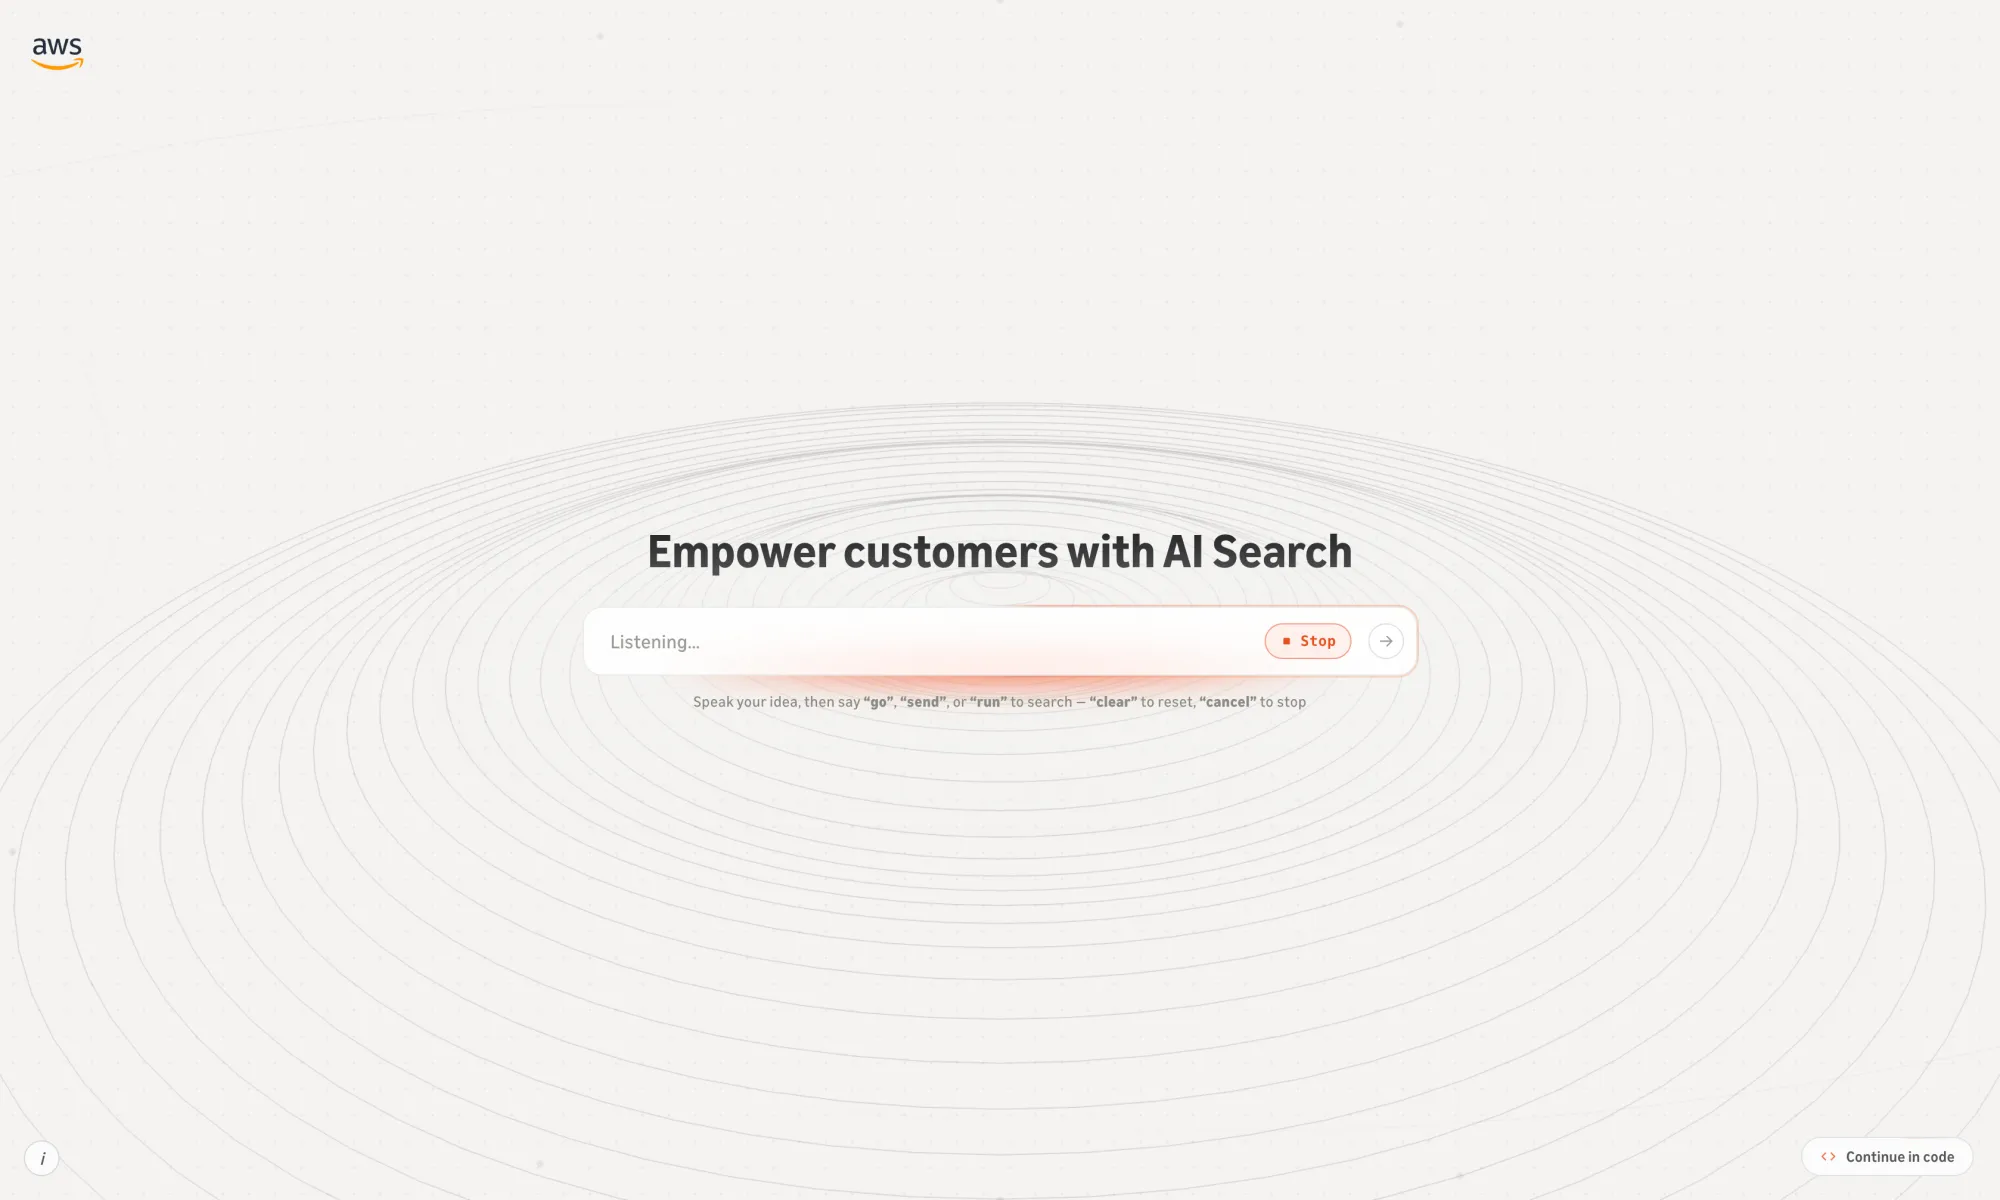 aws
Empower customers with AI Search
Listening...
Stop
Speak your idea, then say “go”, “send”, or “run” to search — “clear” to reset, “cancel” to stop
i
Continue in code